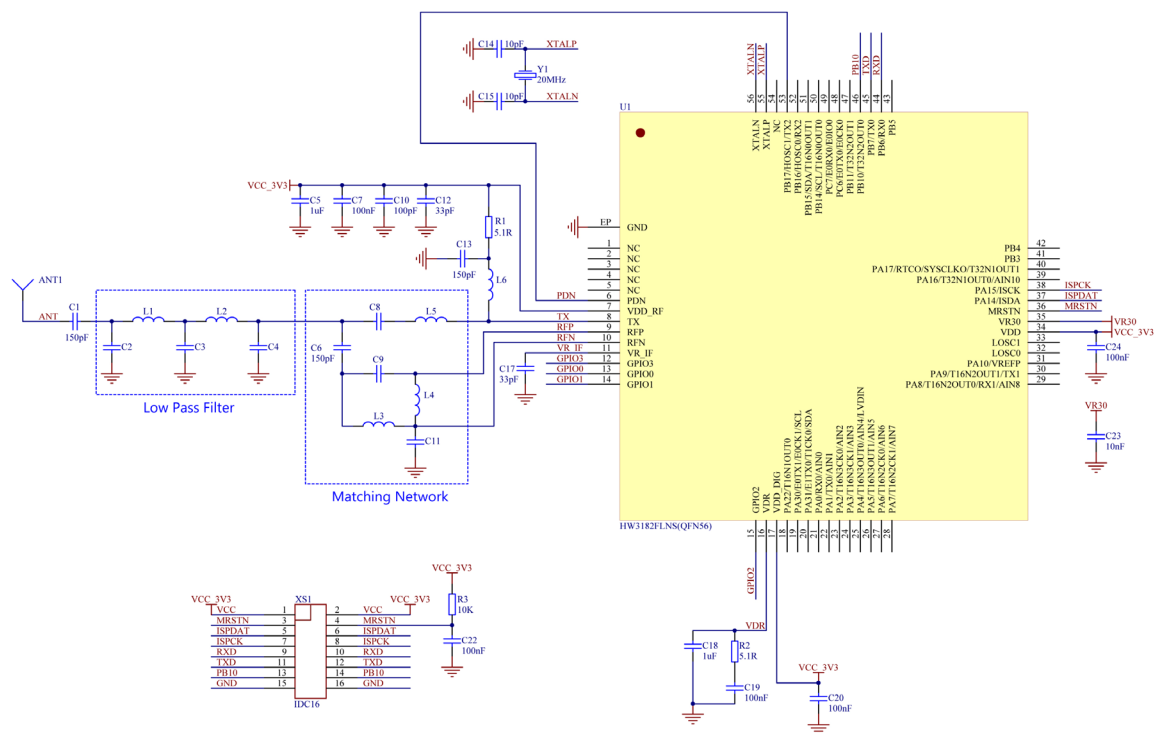 C14 10pF XTALP
Y1
20MHz
C15 10pF XTALN
XTALN
XTALP
PB10
TXD
RXD
56
55
54
53
52
51
50
49
48
47
46
45
44
43
U1
XTALN
XTALP
NC
PB17/HOSC1/TX2
PB16/HOSC0/RX2
PB15/SDA/T16N0OUT1
PB14/SCL/T16N0OUT0
PC7/E0RX0/E0IO0
PC6/E0TX0/E0CK0
PB11/T32N2OUT1
PB10/T32N2OUT0
PB7/TX0
PB6/RX0
PB5
VCC_3V3
C5
1uF
C7
100nF
C10
100pF
C12
33pF
R1
5.1R
C13
150pF
L6
EP GND
1 NC
2 NC
3 NC
4 NC
5 NC
PDN 6 PDN
7 VDD_RF
TX 8 TX
RFP 9 RFP
RFN 10 RFN
VR_IF 11 VR_IF
GPIO3 12 GPIO3
GPIO0 13 GPIO0
GPIO1 14 GPIO1
C17
33pF
PB4 42
PB3 41
PA17/RTCO/SYSCLKO/T32N1OUT1 40
PA16/T32N1OUT0/AIN10 39
PA15/ISCK 38 ISPCK
PA14/ISDA 37 ISPDAT
MRSTN 36 MRSTN
VR30 35 VR30
VDD 34 VCC_3V3
LOSC1 33
LOSC0 32
PA10/VREFP 31
PA9/T16N2OUT1/TX1 30
PA8/T16N2OUT0/RX1/AIN8 29
C24
100nF
VR30
C23
10nF
ANT1
ANT
C1
150pF
L1
L2
C2
C3
C4
Low Pass Filter
C8
L5
C6
150pF
C9
L4
L3
C11
Matching Network
GPIO2
VDR
VDD_DIG
PA22/T16N1OUT0
PA30/E0TX1/E0CK1/SCL
PA31/E1TX0/T1CK0/SDA
PA0/RX0/AIN0
PA1/TX0/AIN1
PA2/T16N3CK0/AIN2
PA3/T16N3CK1/AIN3
PA4/T16N3OUT0/AIN4/LVDIN
PA5/T16N3OUT1/AIN5
PA6/T16N2CK0/AIN6
PA7/T16N2CK1/AIN7
HW3182FLNS(QFN56)
15
16
17
18
19
20
21
22
23
24
25
26
27
28
GPIO2
VDR
C18
1uF
R2
5.1R
C19
100nF
VCC_3V3
C20
100nF
VCC_3V3
R3
10K
C22
100nF
VCC_3V3 XS1 VCC_3V3
VCC 1 2 VCC
MRSTN 3 4 MRSTN
ISPDAT 5 6 ISPDAT
ISPCK 7 8 ISPCK
RXD 9 10 RXD
TXD 11 12 TXD
PB10 13 14 PB10
GND 15 16 GND
IDC16